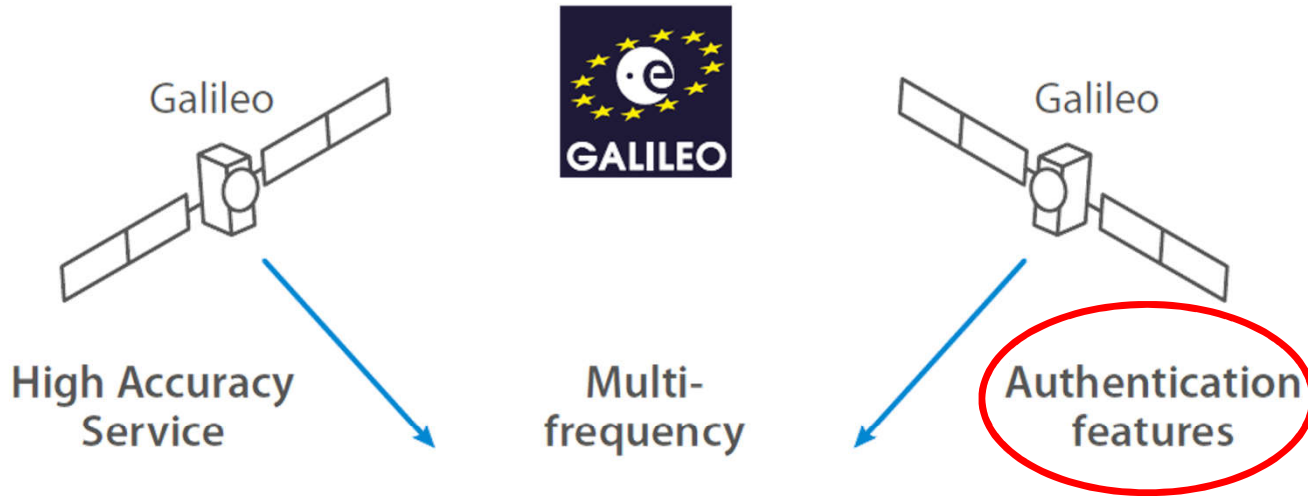 Galileo
GALILEO
Galileo
High Accuracy
Service
Multi-
frequency
Authentication
features